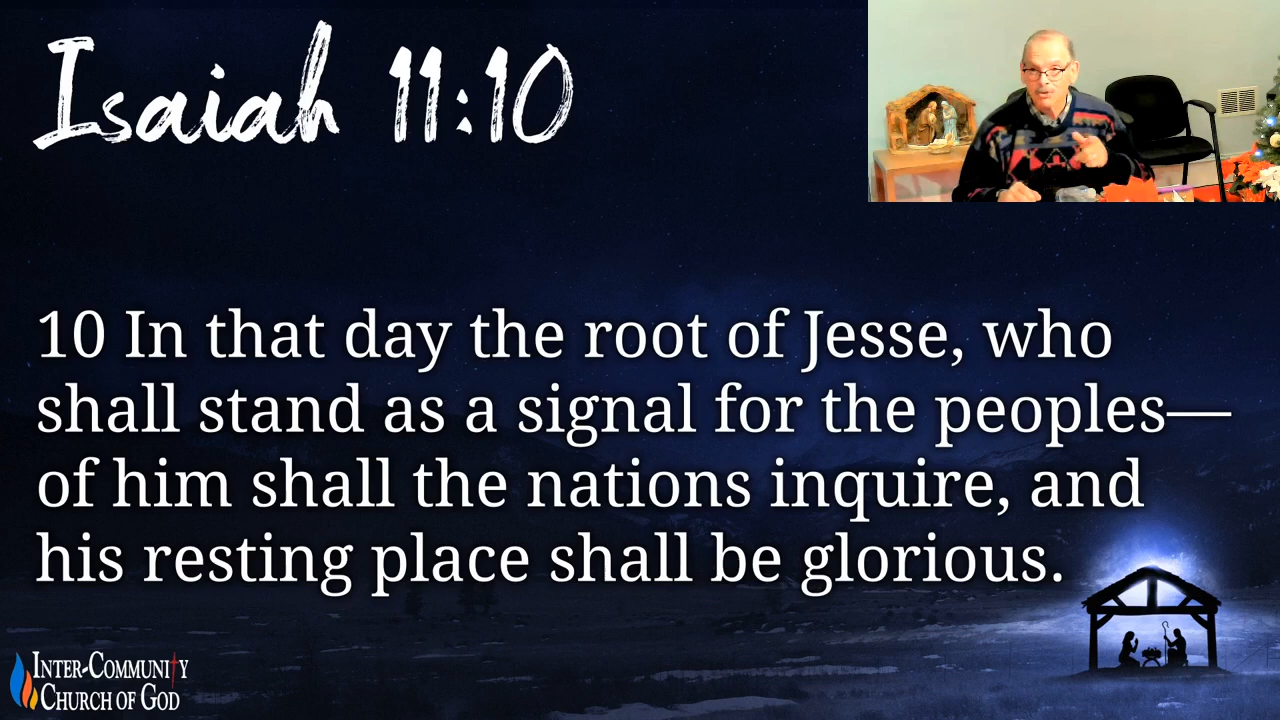 Isaiah 11:10
10 In that day the root of Jesse, who
shall stand as a signal for the peoples—
of him shall the nations inquire, and
his resting place shall be glorious.
Inter-Community
Church of God